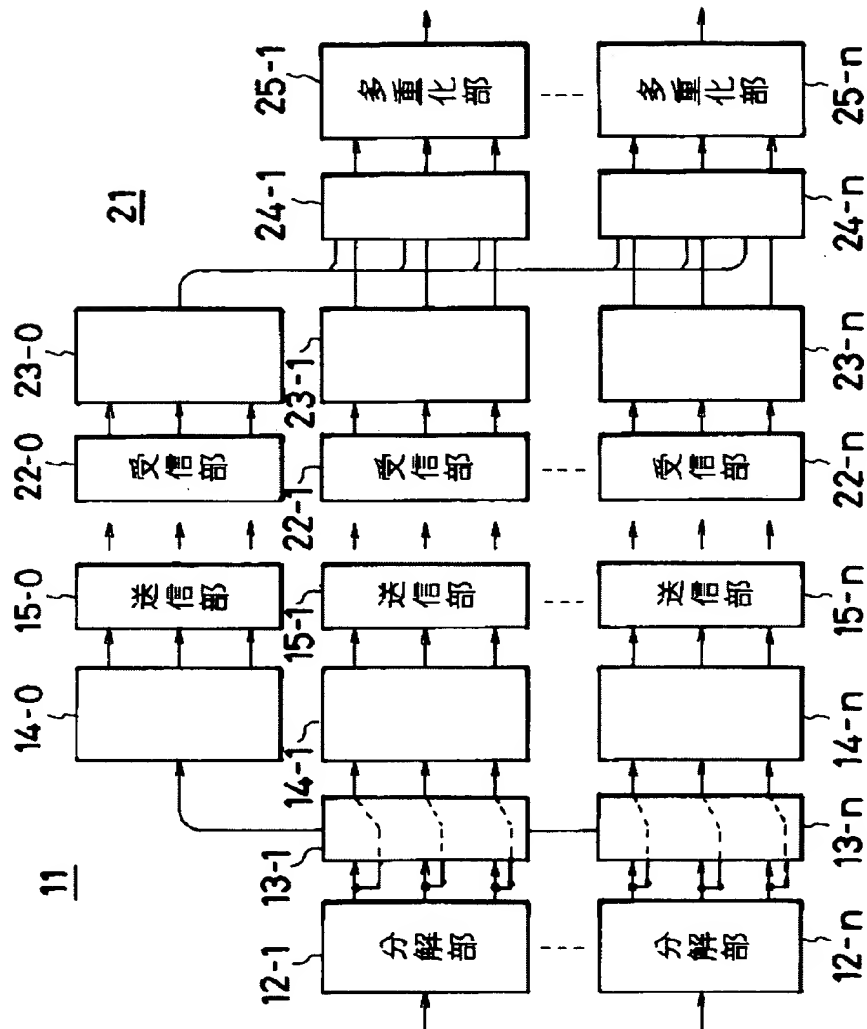 11
21
14-0
15-0
22-0
23-0
12-1
分解部
13-1
14-1
15-1
送信部
22-1
受信部
23-1
24-1
25-1
多重化部
送信部
受信部
12-n
分解部
13-n
14-n
15-n
送信部
22-n
受信部
23-n
24-n
25-n
多重化部